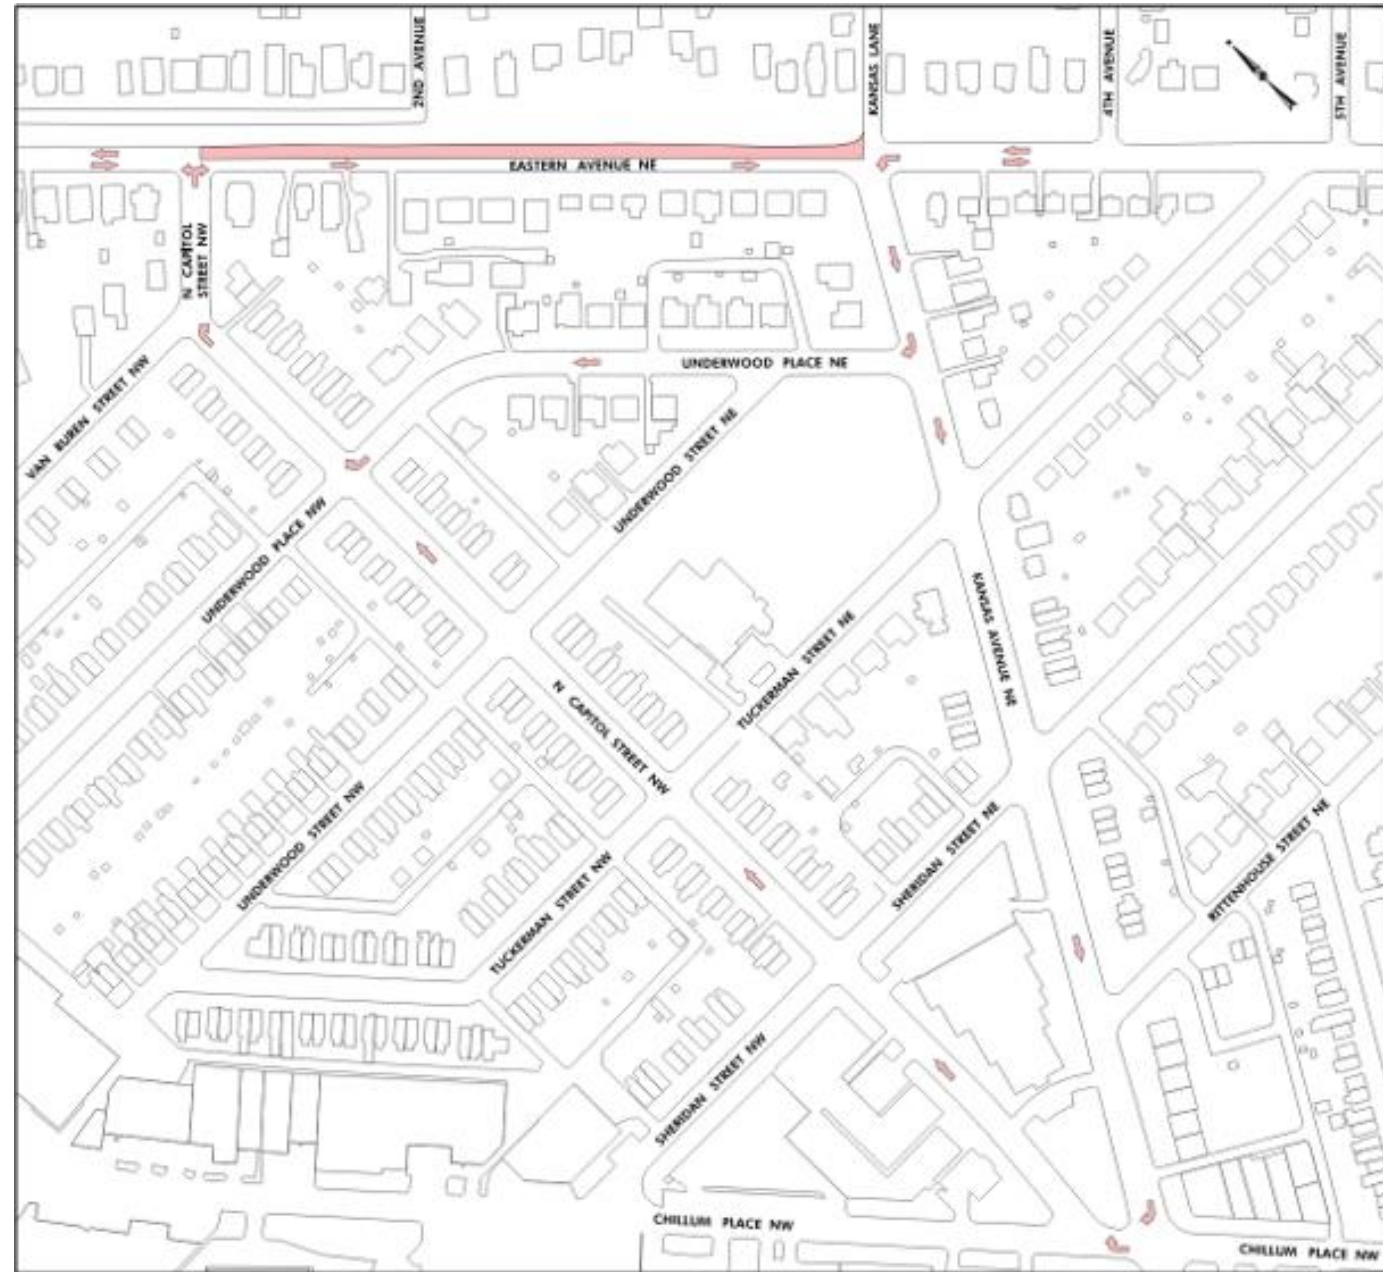 2ND AVENUE
KANSAS LANE
4TH AVENUE
5TH AVENUE
EASTERN AVENUE NE
N CAPITOL
STREET NW
VAN BUREN STREET NW
UNDERWOOD PLACE NE
UNDERWOOD STREET NE
UNDERWOOD PLACE NW
KANSAS AVENUE NE
TUCKERMAN STREET NE
N CAPITOL STREET NW
UNDERWOOD STREET NW
SHERIDAN STREET NE
RITTENHOUSE STREET NE
TUCKERMAN STREET NW
SHERIDAN STREET NW
CHILLUM PLACE NW
CHILLUM PLACE NW